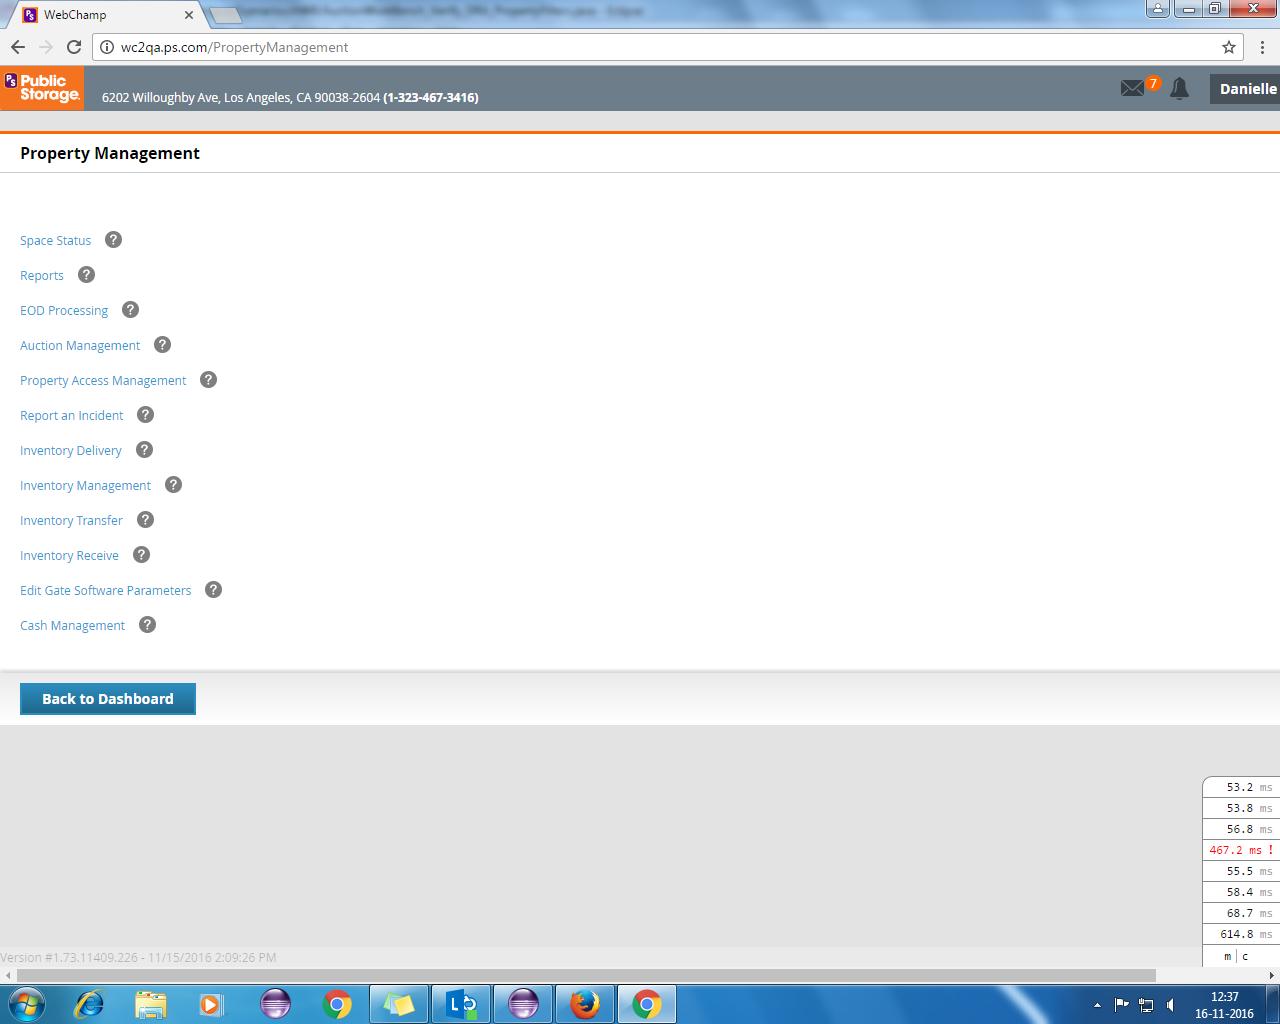 WebChamp
wc2qa.ps.com/PropertyManagement
PS Public Storage.
6202 Willoughby Ave, Los Angeles, CA 90038-2604 (1-323-467-3416)
7
Danielle
Property Management
Space Status ?
Reports ?
EOD Processing ?
Auction Management ?
Property Access Management ?
Report an Incident ?
Inventory Delivery ?
Inventory Management ?
Inventory Transfer ?
Inventory Receive ?
Edit Gate Software Parameters ?
Cash Management ?
Back to Dashboard
53.2 ms
53.8 ms
56.8 ms
467.2 ms !
55.5 ms
58.4 ms
68.7 ms
614.8 ms
m | c
Version #1.73.11409.226 - 11/15/2016 2:09:26 PM
12:37
16-11-2016